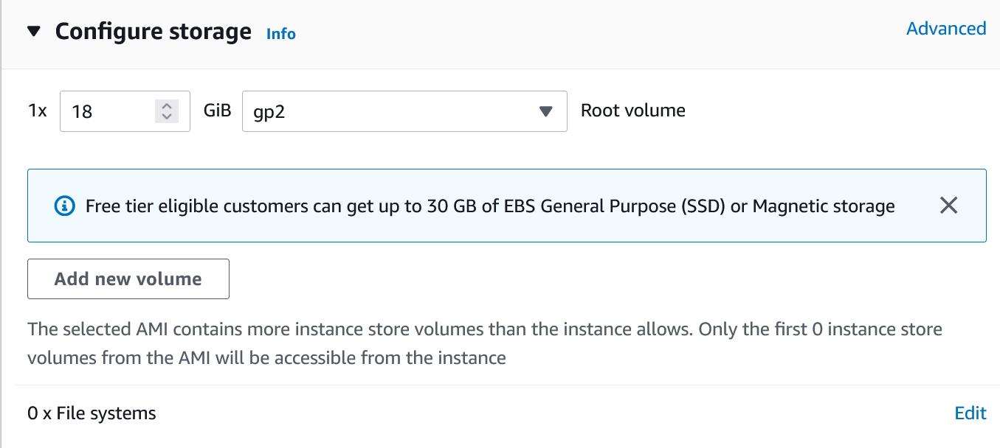 Configure storage Info Advanced
1x 18 GiB gp2 Root volume
Free tier eligible customers can get up to 30 GB of EBS General Purpose (SSD) or Magnetic storage
Add new volume
The selected AMI contains more instance store volumes than the instance allows. Only the first 0 instance store
volumes from the AMI will be accessible from the instance
0 x File systems Edit